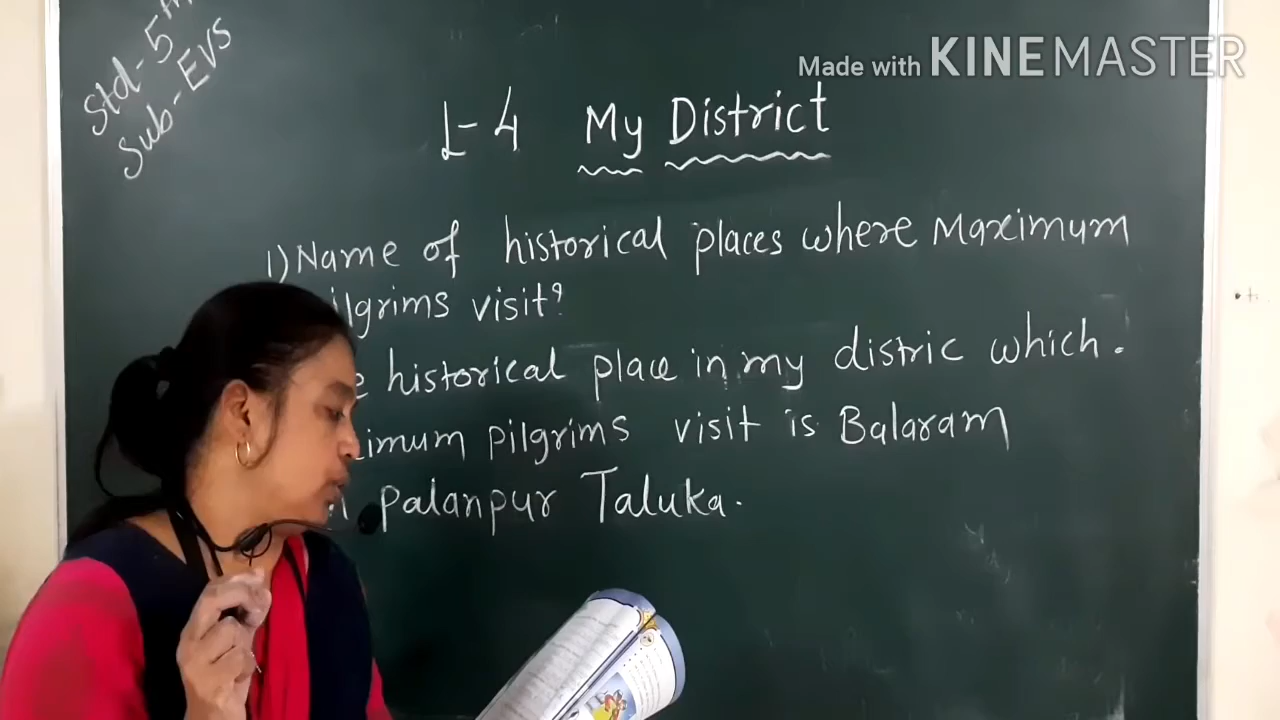 Std-5th
Sub-EVS
Made with KINEMASTER
L-4 My District
1) Name of historical places where Maximum
ilgrims visit?
e historical place in my distric which.
imum pilgrims visit is Balaram
Palanpur Taluka.